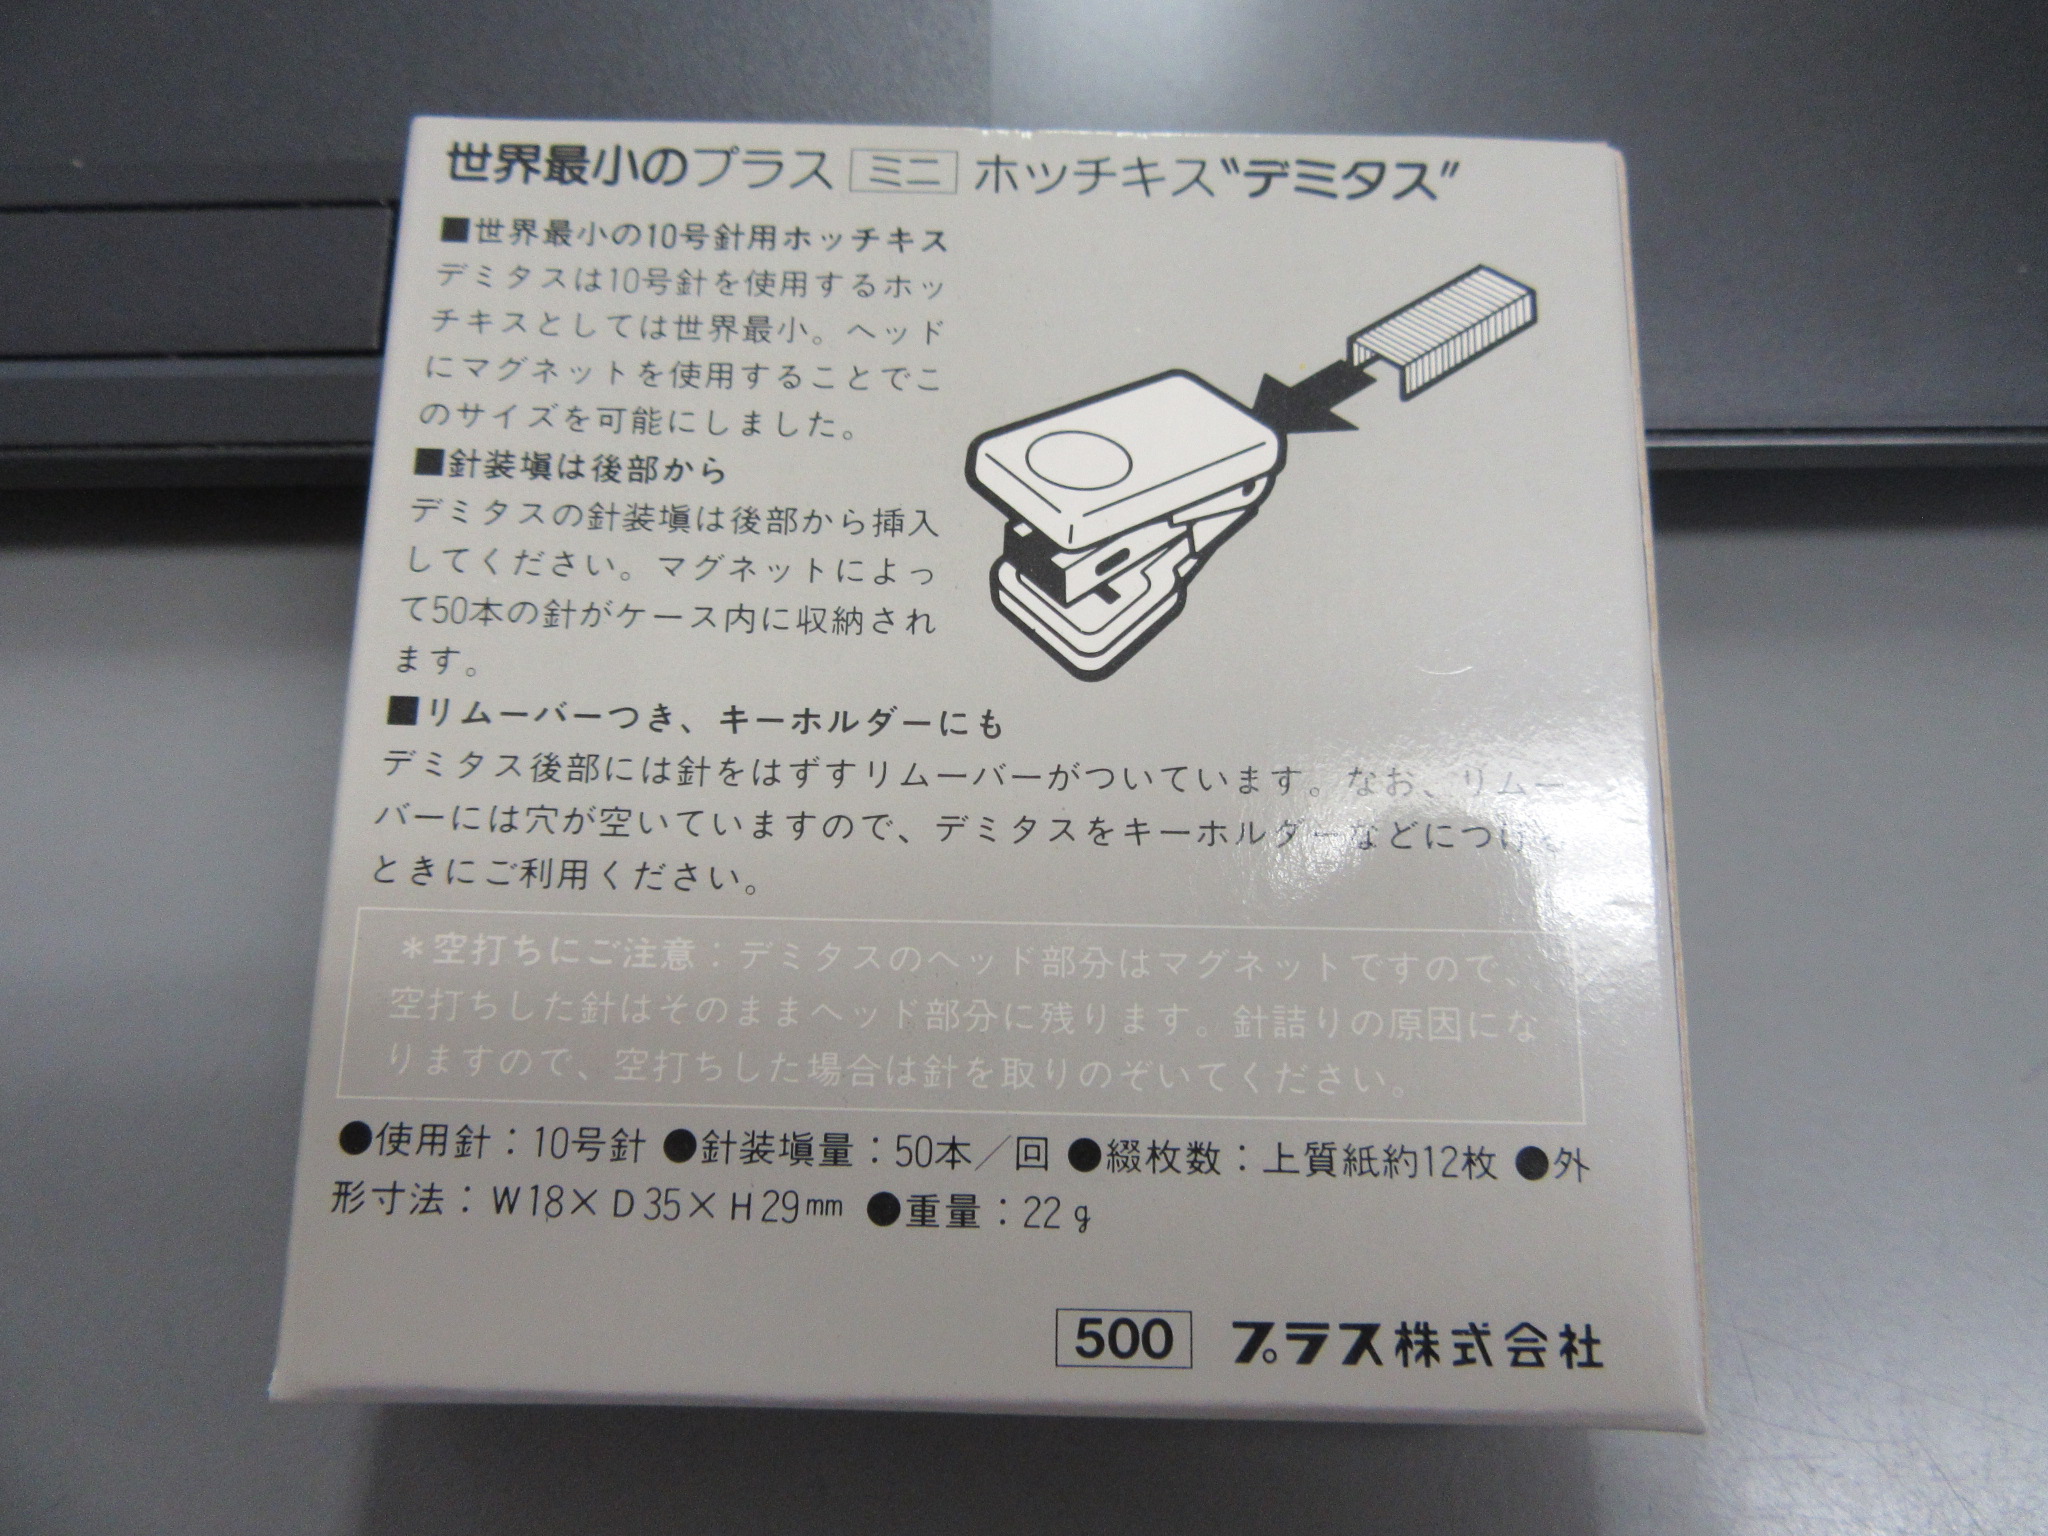 世界最小のプラス ミニ ホッチキス“デミタス”
■世界最小の10号針用ホッチキス
デミタスは10号針を使用するホッ
チキスとしては世界最小。ヘッド
にマグネットを使用することでこ
のサイズを可能にしました。
■針装塡は後部から
デミタスの針装塡は後部から挿入
してください。マグネットによっ
て50本の針がケース内に収納され
ます。
■リムーバーつき、キーホルダーにも
デミタス後部には針をはずすリムーバーがついています。なお、リムー
バーには穴が空いていますので、デミタスをキーホルダーなどにつける
ときにご利用ください。
＊空打ちにご注意：デミタスのヘッド部分はマグネットですので、
空打ちした針はそのままヘッド部分に残ります。針詰りの原因にな
りますので、空打ちした場合は針を取りのぞいてください。
●使用針：10号針 ●針装塡量：50本／回 ●綴枚数：上質紙約12枚 ●外
形寸法：W18×D35×H29mm ●重量：22g
500 プラス株式会社